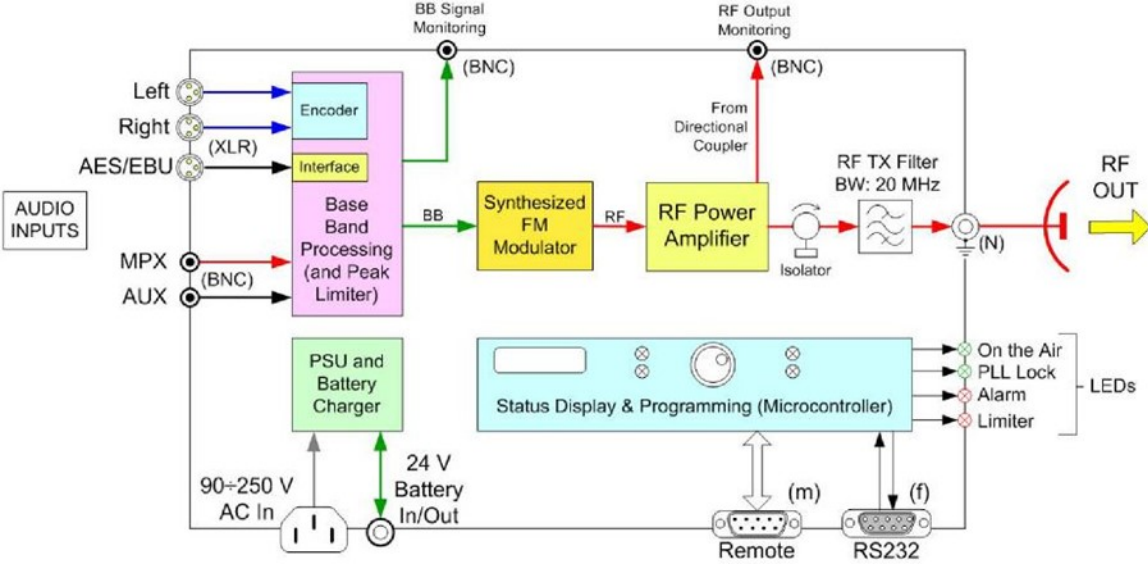 BB Signal
Monitoring
(BNC)
RF Output
Monitoring
(BNC)
Left
Right
(XLR)
AES/EBU
AUDIO
INPUTS
MPX
(BNC)
AUX
Encoder
Interface
Base
Band
Processing
(and Peak
Limiter)
BB
Synthesized
FM
Modulator
RF
RF Power
Amplifier
From
Directional
Coupler
Isolator
RF TX Filter
BW: 20 MHz
(N)
RF
OUT
PSU and
Battery
Charger
90÷250 V
AC In
24 V
Battery
In/Out
Status Display & Programming (Microcontroller)
On the Air
PLL Lock
Alarm
Limiter
LEDs
(m)
Remote
(f)
RS232